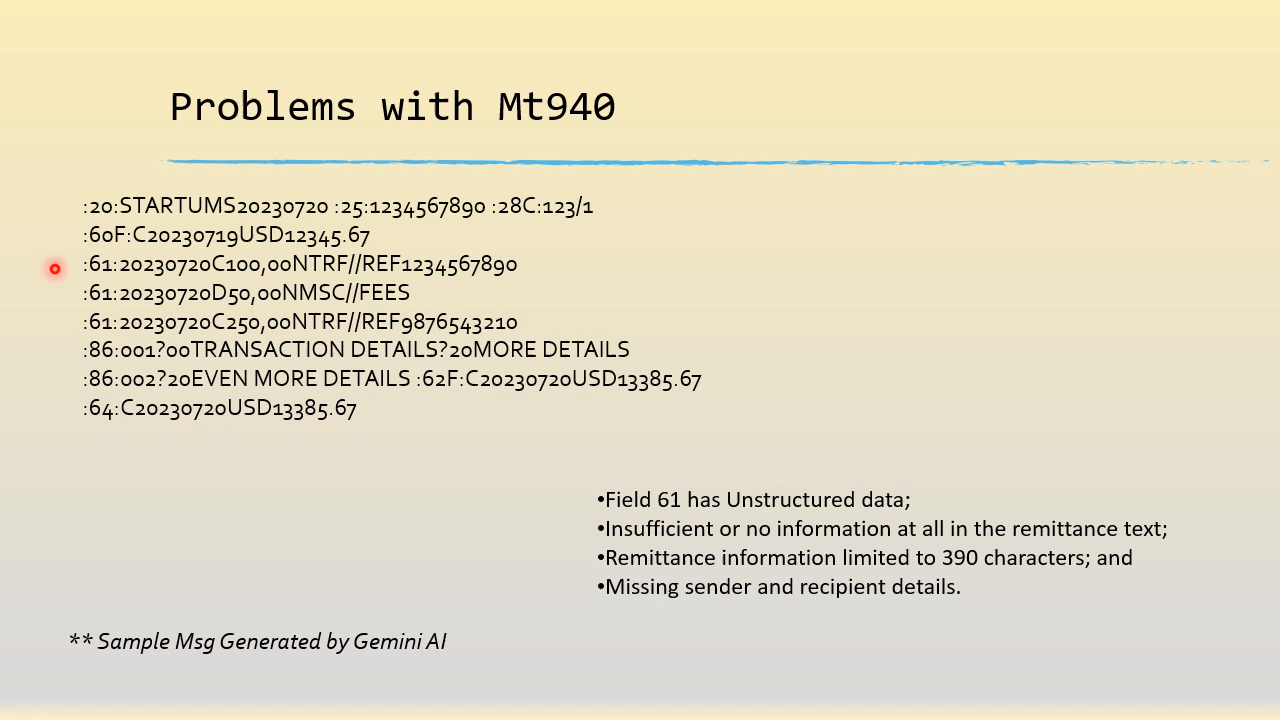 Problems with Mt940
:20:STARTUMS20230720 :25:1234567890 :28C:123/1
:60F:C20230719USD12345.67
:61:20230720C100,00NTRF//REF1234567890
:61:20230720D50,00NMSC//FEES
:61:20230720C250,00NTRF//REF9876543210
:86:001?00TRANSACTION DETAILS?20MORE DETAILS
:86:002?20EVEN MORE DETAILS :62F:C20230720USD13385.67
:64:C20230720USD13385.67
•Field 61 has Unstructured data;
•Insufficient or no information at all in the remittance text;
•Remittance information limited to 390 characters; and
•Missing sender and recipient details.
** Sample Msg Generated by Gemini AI